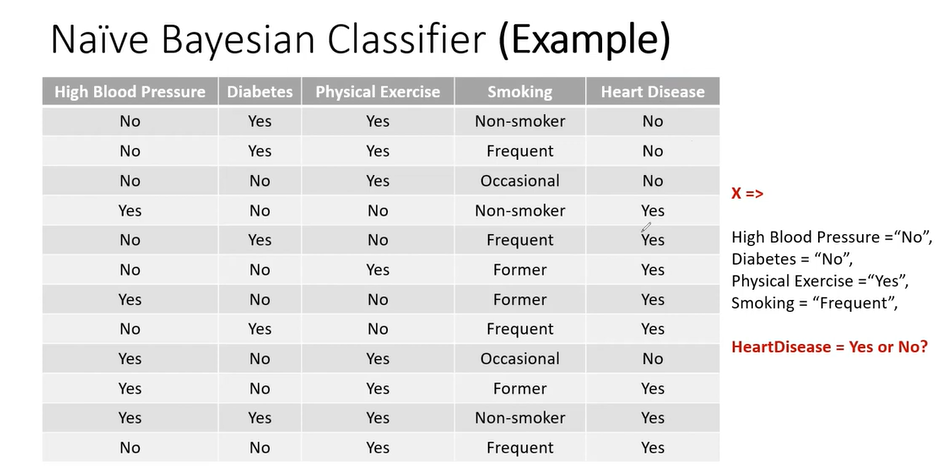 Naïve Bayesian Classifier (Example)
High Blood Pressure Diabetes Physical Exercise Smoking Heart Disease
No Yes Yes Non-smoker No
No Yes Yes Frequent No
No No Yes Occasional No
Yes No No Non-smoker Yes
No Yes No Frequent Yes
No No Yes Former Yes
Yes No No Former Yes
No Yes No Frequent Yes
Yes No Yes Occasional No
Yes No Yes Former Yes
Yes Yes Yes Non-smoker Yes
No No Yes Frequent Yes
X =>
High Blood Pressure =“No”,
Diabetes = “No”,
Physical Exercise =“Yes”,
Smoking = “Frequent”,
HeartDisease = Yes or No?